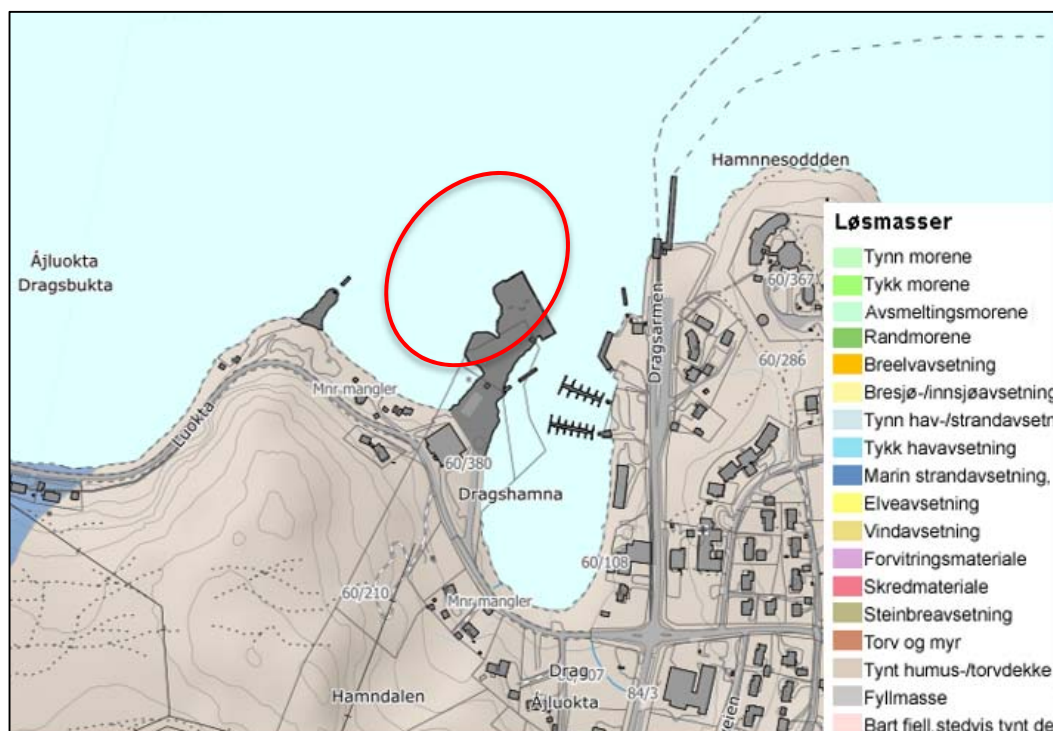 Hamnnesoddden
Ájluokta
Dragsbukta
Luokta
Mnr mangler
60/380
Dragshamna
60/210
Mnr mangler
Hamndalen
Drag
Ájluokta
84/3
60/108
Dragsarmen
60/367
60/286
Løsmasser
Tynn morene
Tykk morene
Avsmeltingsmorene
Randmorene
Breelvavsetning
Bresjø-/innsjøavsetning
Tynn hav-/strandavsetn
Tykk havavsetning
Marin strandavsetning,
Elveavsetning
Vindavsetning
Forvitringsmateriale
Skredmateriale
Steinbreavsetning
Torv og myr
Tynt humus-/torvdekke
Fyllmasse
Bart fjell stedvis tynt de